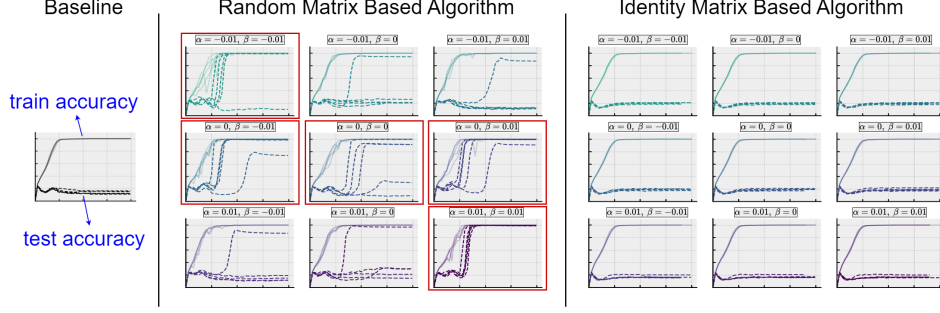 Baseline
Random Matrix Based Algorithm
Identity Matrix Based Algorithm
train accuracy
test accuracy
α = −0.01, β = −0.01
α = −0.01, β = 0
α = −0.01, β = 0.01
α = 0, β = −0.01
α = 0, β = 0
α = 0, β = 0.01
α = 0.01, β = −0.01
α = 0.01, β = 0
α = 0.01, β = 0.01
α = −0.01, β = −0.01
α = −0.01, β = 0
α = −0.01, β = 0.01
α = 0, β = −0.01
α = 0, β = 0
α = 0, β = 0.01
α = 0.01, β = −0.01
α = 0.01, β = 0
α = 0.01, β = 0.01